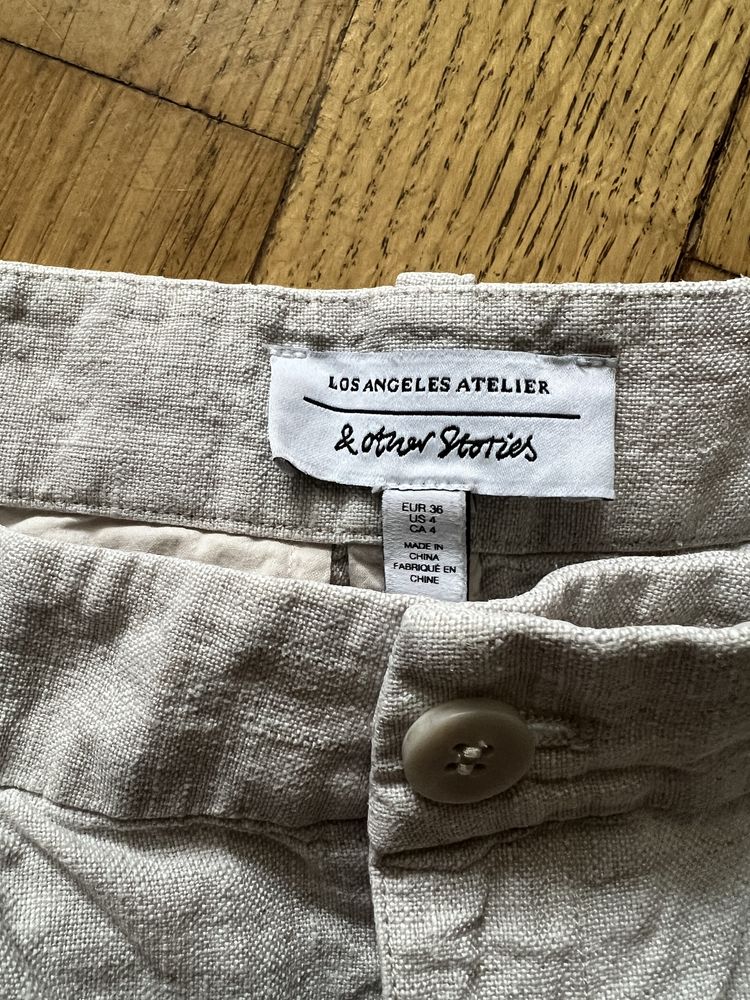 LOS ANGELES ATELIER
& other Stories
EUR 36
US 4
CA 4
MADE IN
CHINA
FABRIQUÉ EN
CHINE